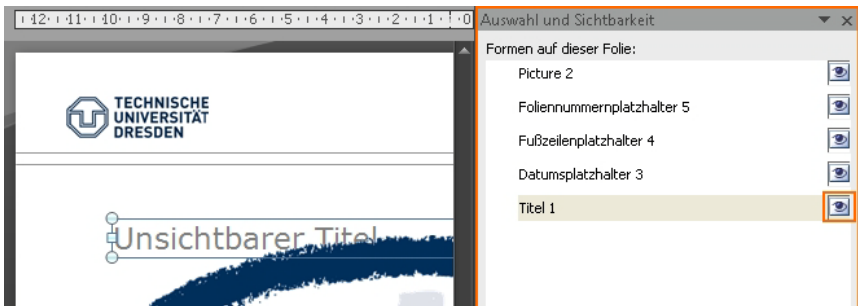 12 · 11 · 10 · 9 · 8 · 7 · 6 · 5 · 4 · 3 · 2 · 1 · 0
Auswahl und Sichtbarkeit
Formen auf dieser Folie:
Picture 2
Foliennummernplatzhalter 5
Fußzeilenplatzhalter 4
Datumsplatzhalter 3
Titel 1
TECHNISCHE
UNIVERSITÄT
DRESDEN
Unsichtbarer Titel